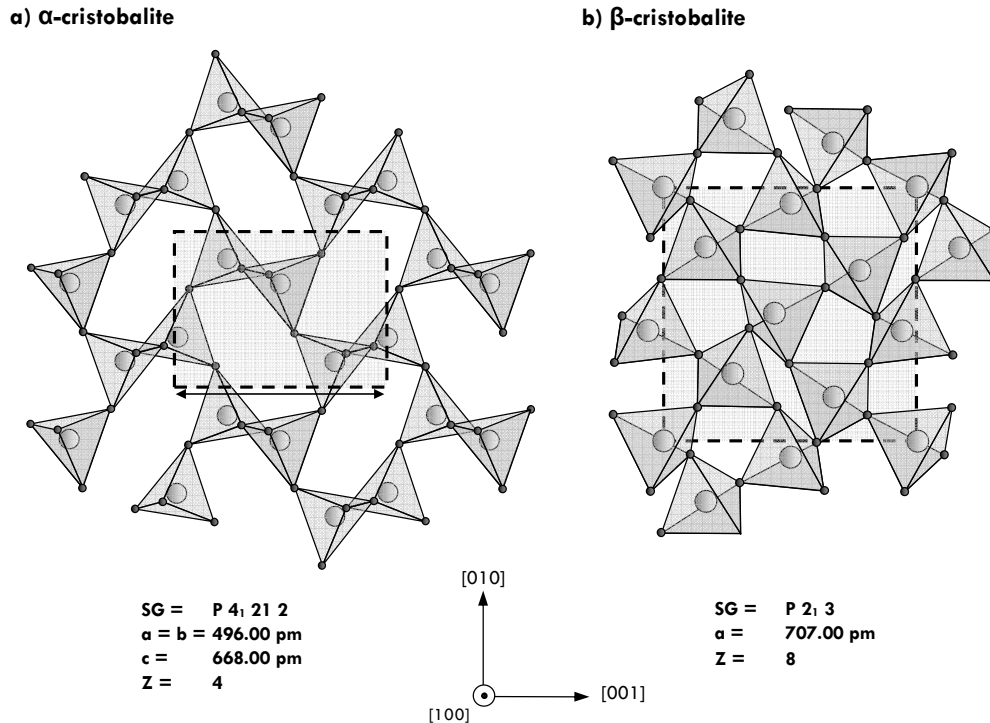 a) α-cristobalite
b) β-cristobalite
SG = P 4₁ 21 2
a = b = 496.00 pm
c = 668.00 pm
Z = 4
[010]
[001]
[100]
SG = P 2₁ 3
a = 707.00 pm
Z = 8